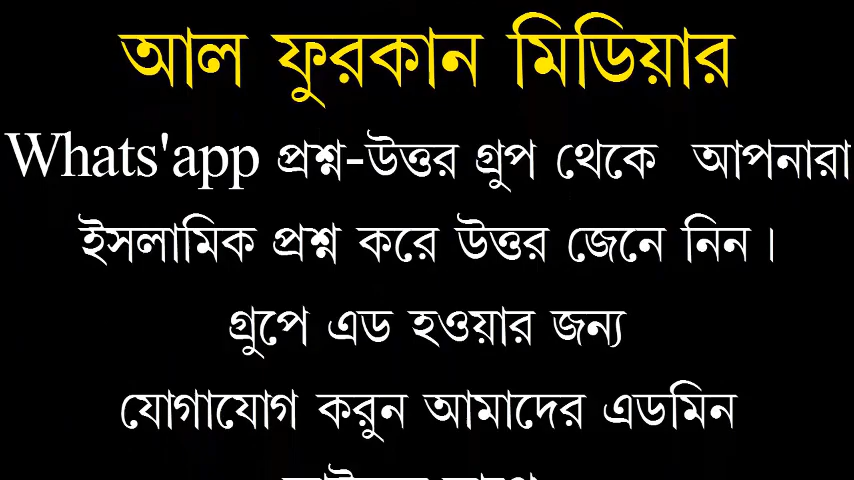 আল ফুরকান মিডিয়ার
Whats'app প্রশ্ন-উত্তর গ্রুপ থেকে আপনারা
ইসলামিক প্রশ্ন করে উত্তর জেনে নিন।
গ্রুপে এড হওয়ার জন্য
যোগাযোগ করুন আমাদের এডমিন